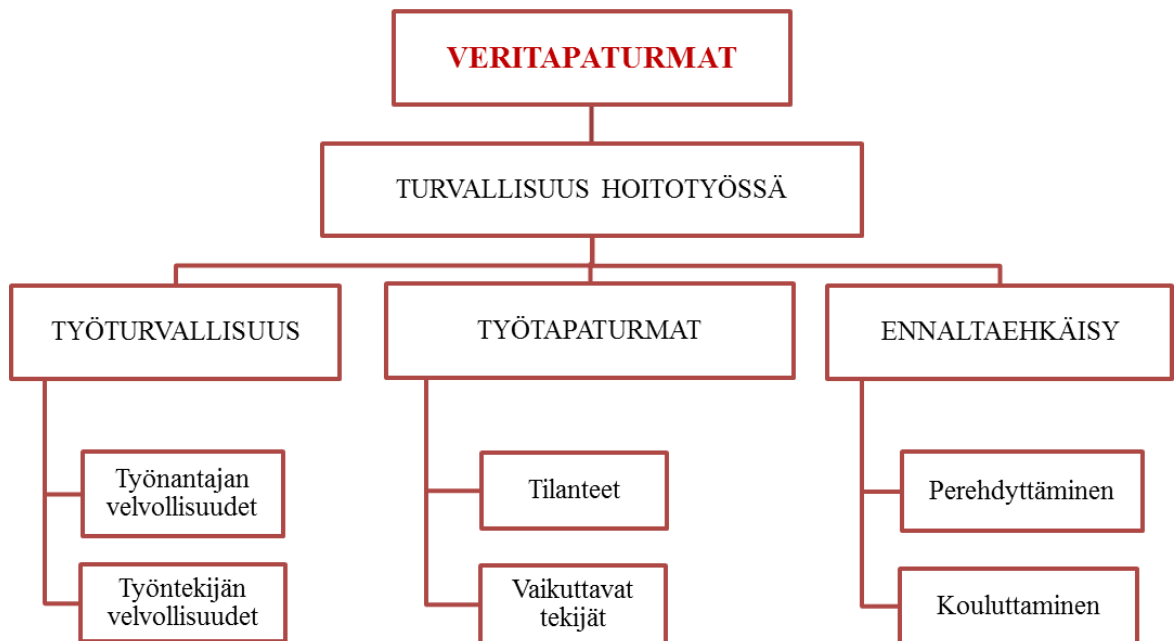 VERITAPATURMAT
TURVALLISUUS HOITOTYÖSSÄ
TYÖTURVALLISUUS
TYÖTAPATURMAT
ENNALTAEHKÄISY
Työnantajan
velvollisuudet
Tilanteet
Perehdyttäminen
Työntekijän
velvollisuudet
Vaikuttavat
tekijät
Kouluttaminen